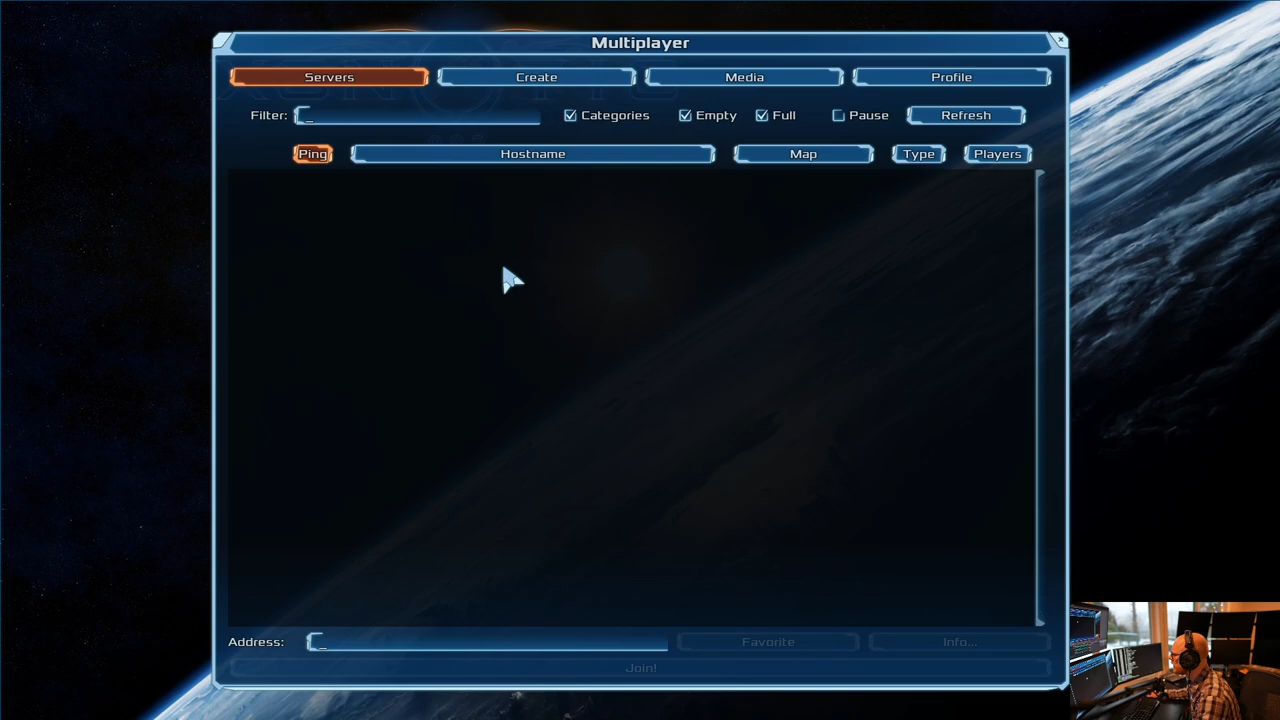 Multiplayer
Servers Create Media Profile
Filter: _ Categories Empty Full Pause Refresh
Ping Hostname Map Type Players
Address: _ Favorite Info...
Join!